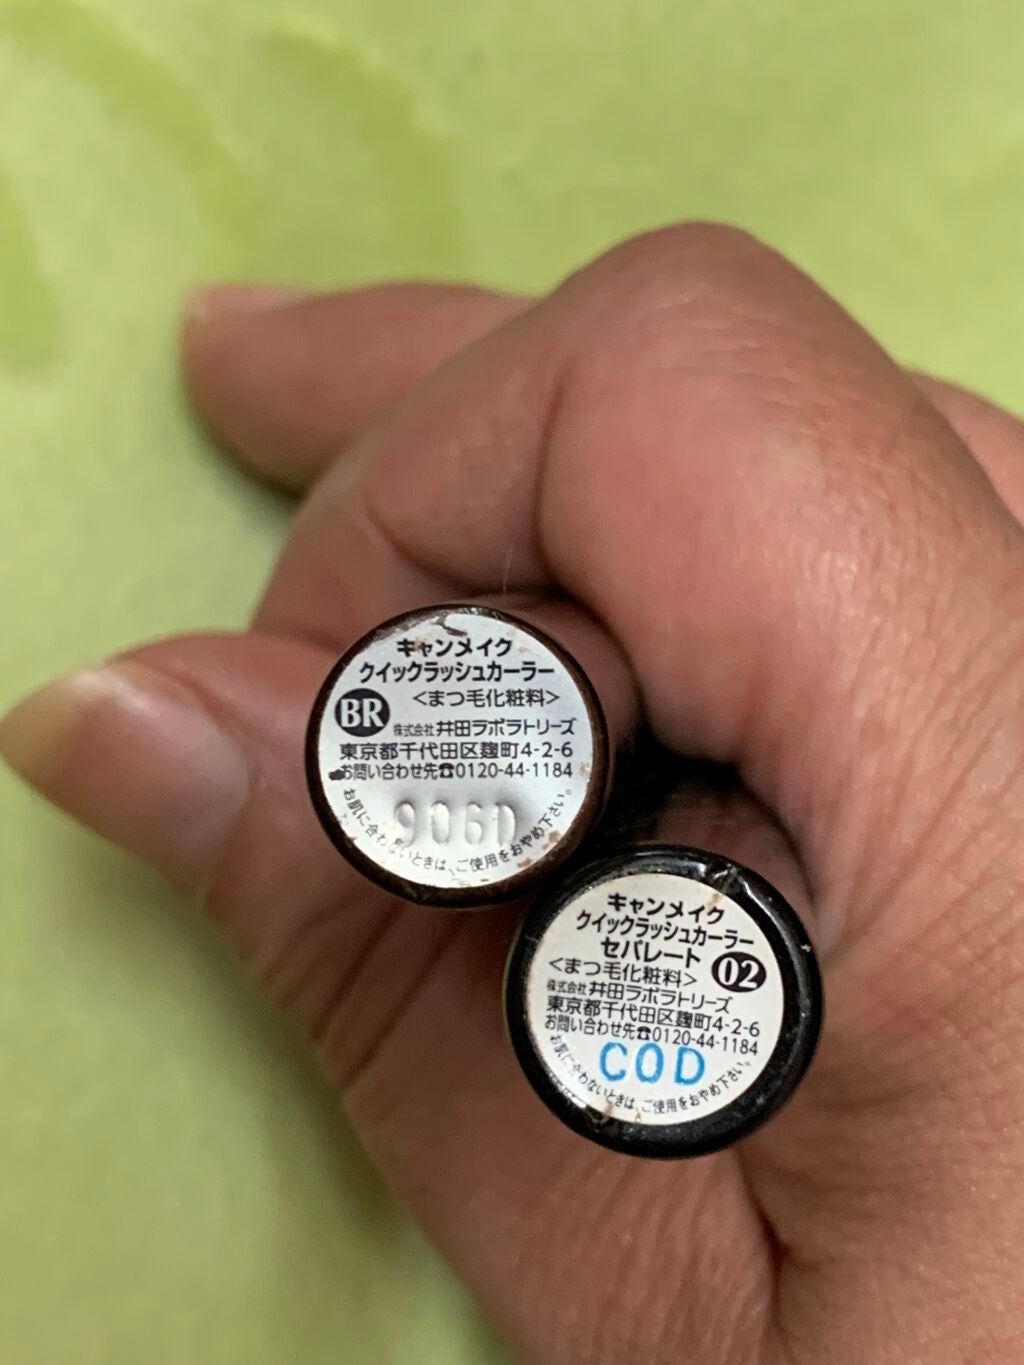 キャンメイク
クイックラッシュカーラー
BR <まつ毛化粧料>
株式会社 井田ラボラトリーズ
東京都千代田区麹町4-2-6
お問い合わせ先☎0120-44-1184
906D
お肌に合わないときは、ご使用をおやめ下さい。
キャンメイク
クイックラッシュカーラー
セパレート 02
<まつ毛化粧料>
株式会社 井田ラボラトリーズ
東京都千代田区麹町4-2-6
お問い合わせ先☎0120-44-1184
COD
お肌に合わないときは、ご使用をおやめ下さい。